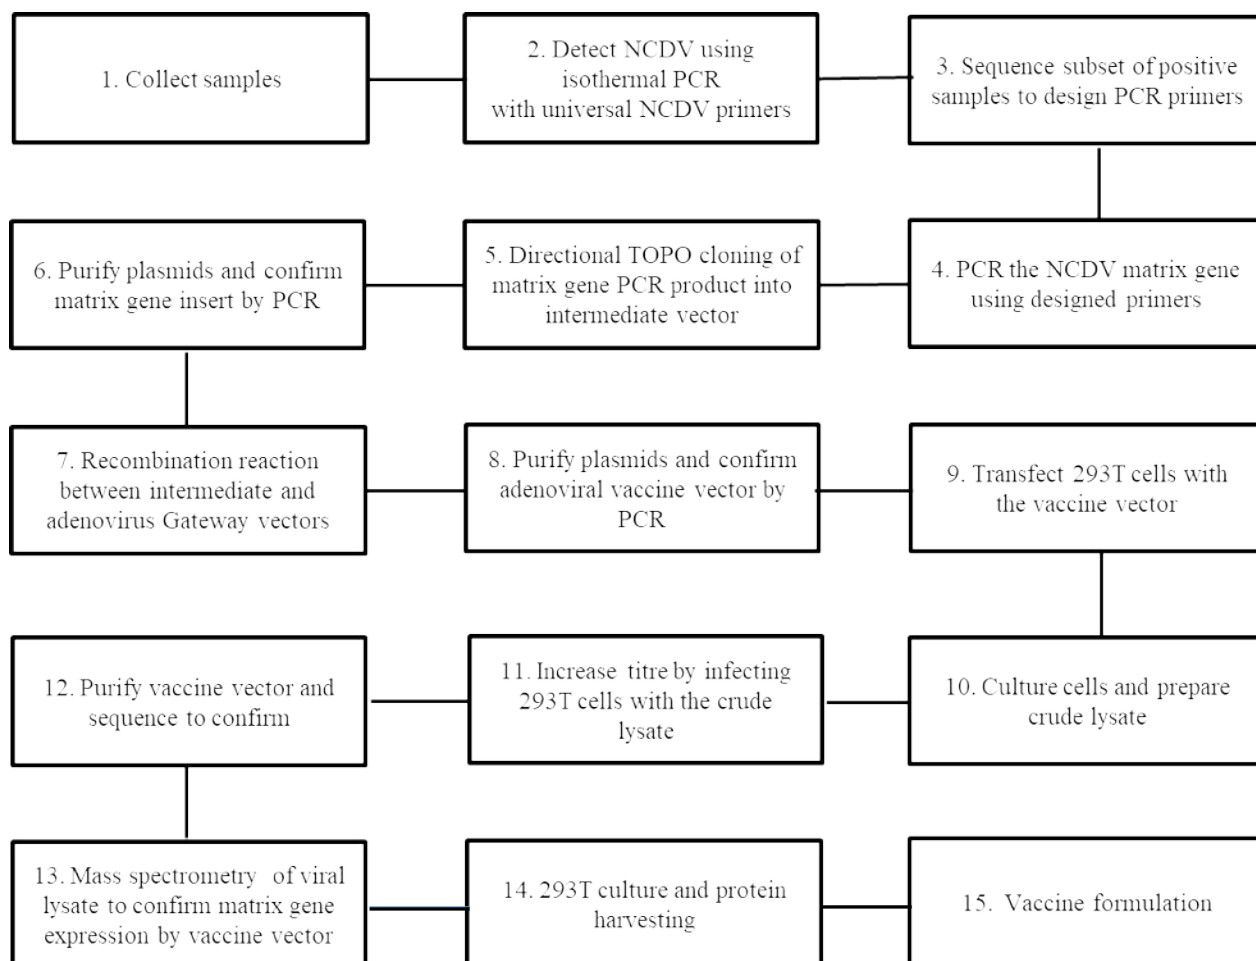 1. Collect samples
2. Detect NCDV using
isothermal PCR
with universal NCDV primers
3. Sequence subset of positive
samples to design PCR primers
4. PCR the NCDV matrix gene
using designed primers
5. Directional TOPO cloning of
matrix gene PCR product into
intermediate vector
6. Purify plasmids and confirm
matrix gene insert by PCR
7. Recombination reaction
between intermediate and
adenovirus Gateway vectors
8. Purify plasmids and confirm
adenoviral vaccine vector by
PCR
9. Transfect 293T cells with
the vaccine vector
10. Culture cells and prepare
crude lysate
11. Increase titre by infecting
293T cells with the crude
lysate
12. Purify vaccine vector and
sequence to confirm
13. Mass spectrometry of viral
lysate to confirm matrix gene
expression by vaccine vector
14. 293T culture and protein
harvesting
15. Vaccine formulation